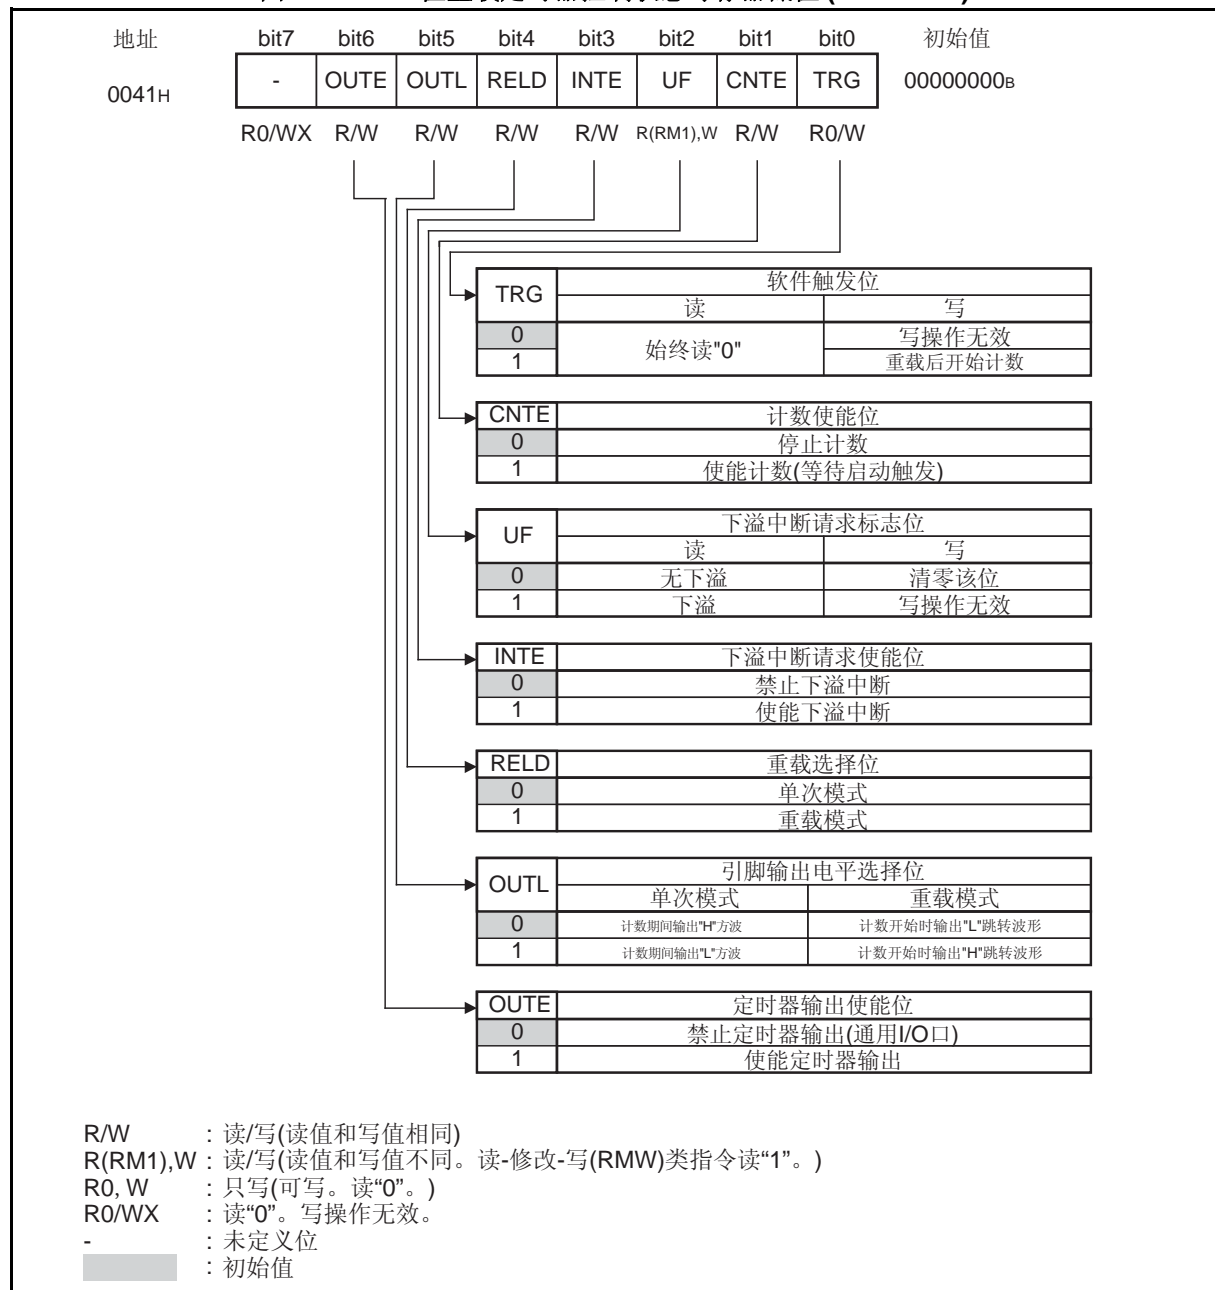 地址 bit7 bit6 bit5 bit4 bit3 bit2 bit1 bit0 初始值
0041H - OUTE OUTL RELD INTE UF CNTE TRG 00000000B
R0/WX R/W R/W R/W R/W R(RM1),W R/W R0/W
TRG 软件触发位
读 写
0 始终读"0" 写操作无效
1 重载后开始计数
CNTE 计数使能位
0 停止计数
1 使能计数(等待启动触发)
UF 下溢中断请求标志位
读 写
0 无下溢 清零该位
1 下溢 写操作无效
INTE 下溢中断请求使能位
0 禁止下溢中断
1 使能下溢中断
RELD 重载选择位
0 单次模式
1 重载模式
OUTL 引脚输出电平选择位
单次模式 重载模式
0 计数期间输出"H"方波 计数开始时输出"L"跳转波形
1 计数期间输出"L"方波 计数开始时输出"H"跳转波形
OUTE 定时器输出使能位
0 禁止定时器输出(通用I/O口)
1 使能定时器输出
R/W : 读/写(读值和写值相同)
R(RM1),W : 读/写(读值和写值不同。读-修改-写(RMW)类指令读“1”。)
R0, W : 只写(可写。读“0”。)
R0/WX : 读“0”。写操作无效。
- : 未定义位
: 初始值